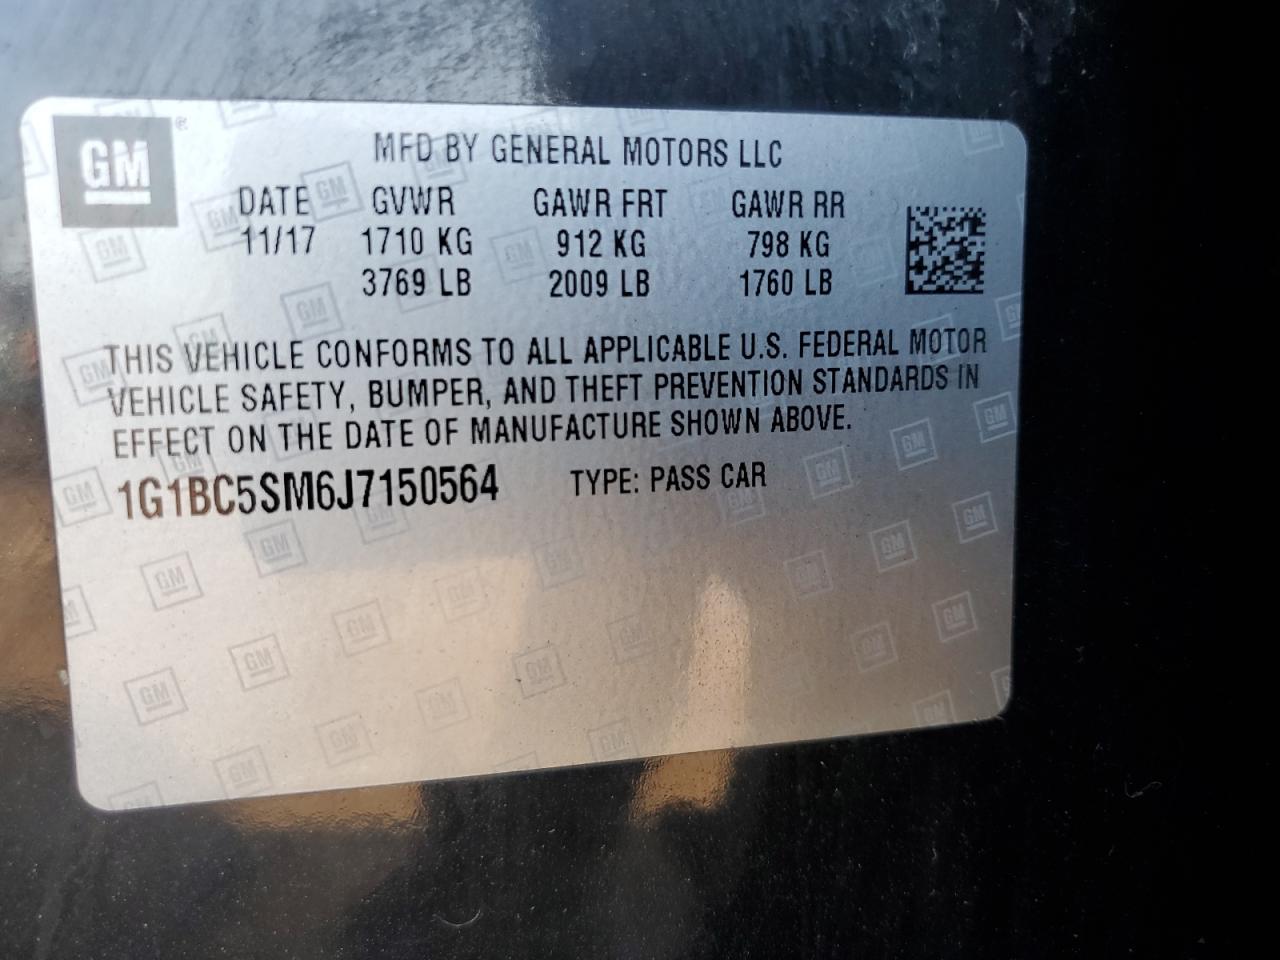 GM ®
MFD BY GENERAL MOTORS LLC
DATE GVWR GAWR FRT GAWR RR
11/17 1710 KG 912 KG 798 KG
3769 LB 2009 LB 1760 LB
THIS VEHICLE CONFORMS TO ALL APPLICABLE U.S. FEDERAL MOTOR
VEHICLE SAFETY, BUMPER, AND THEFT PREVENTION STANDARDS IN
EFFECT ON THE DATE OF MANUFACTURE SHOWN ABOVE.
1G1BC5SM6J7150564 TYPE: PASS CAR